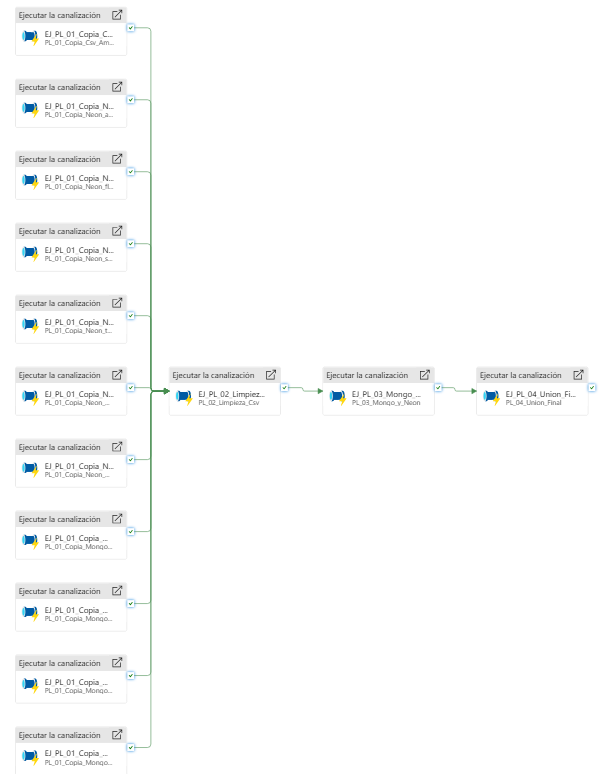 Ejecutar la canalización
EJ_PL_01_Copia_C...
PL_01_Copia_Csv_Am...
Ejecutar la canalización
EJ_PL_01_Copia_N...
PL_01_Copia_Neon_a...
Ejecutar la canalización
EJ_PL_01_Copia_N...
PL_01_Copia_Neon_fl...
Ejecutar la canalización
EJ_PL_01_Copia_N...
PL_01_Copia_Neon_s...
Ejecutar la canalización
EJ_PL_01_Copia_N...
PL_01_Copia_Neon_t...
Ejecutar la canalización
EJ_PL_01_Copia_N...
PL_01_Copia_Neon_...
Ejecutar la canalización
EJ_PL_02_Limpiez...
PL_02_Limpieza_Csv
Ejecutar la canalización
EJ_PL_03_Mongo_...
PL_03_Mongo_y_Neon
Ejecutar la canalización
EJ_PL_04_Union_Fi...
PL_04_Union_Final
Ejecutar la canalización
EJ_PL_01_Copia_N...
PL_01_Copia_Neon_...
Ejecutar la canalización
EJ_PL_01_Copia_...
PL_01_Copia_Mongo...
Ejecutar la canalización
EJ_PL_01_Copia_...
PL_01_Copia_Mongo...
Ejecutar la canalización
EJ_PL_01_Copia_...
PL_01_Copia_Mongo...
Ejecutar la canalización
EJ_PL_01_Copia_...
PL_01_Copia_Mongo...